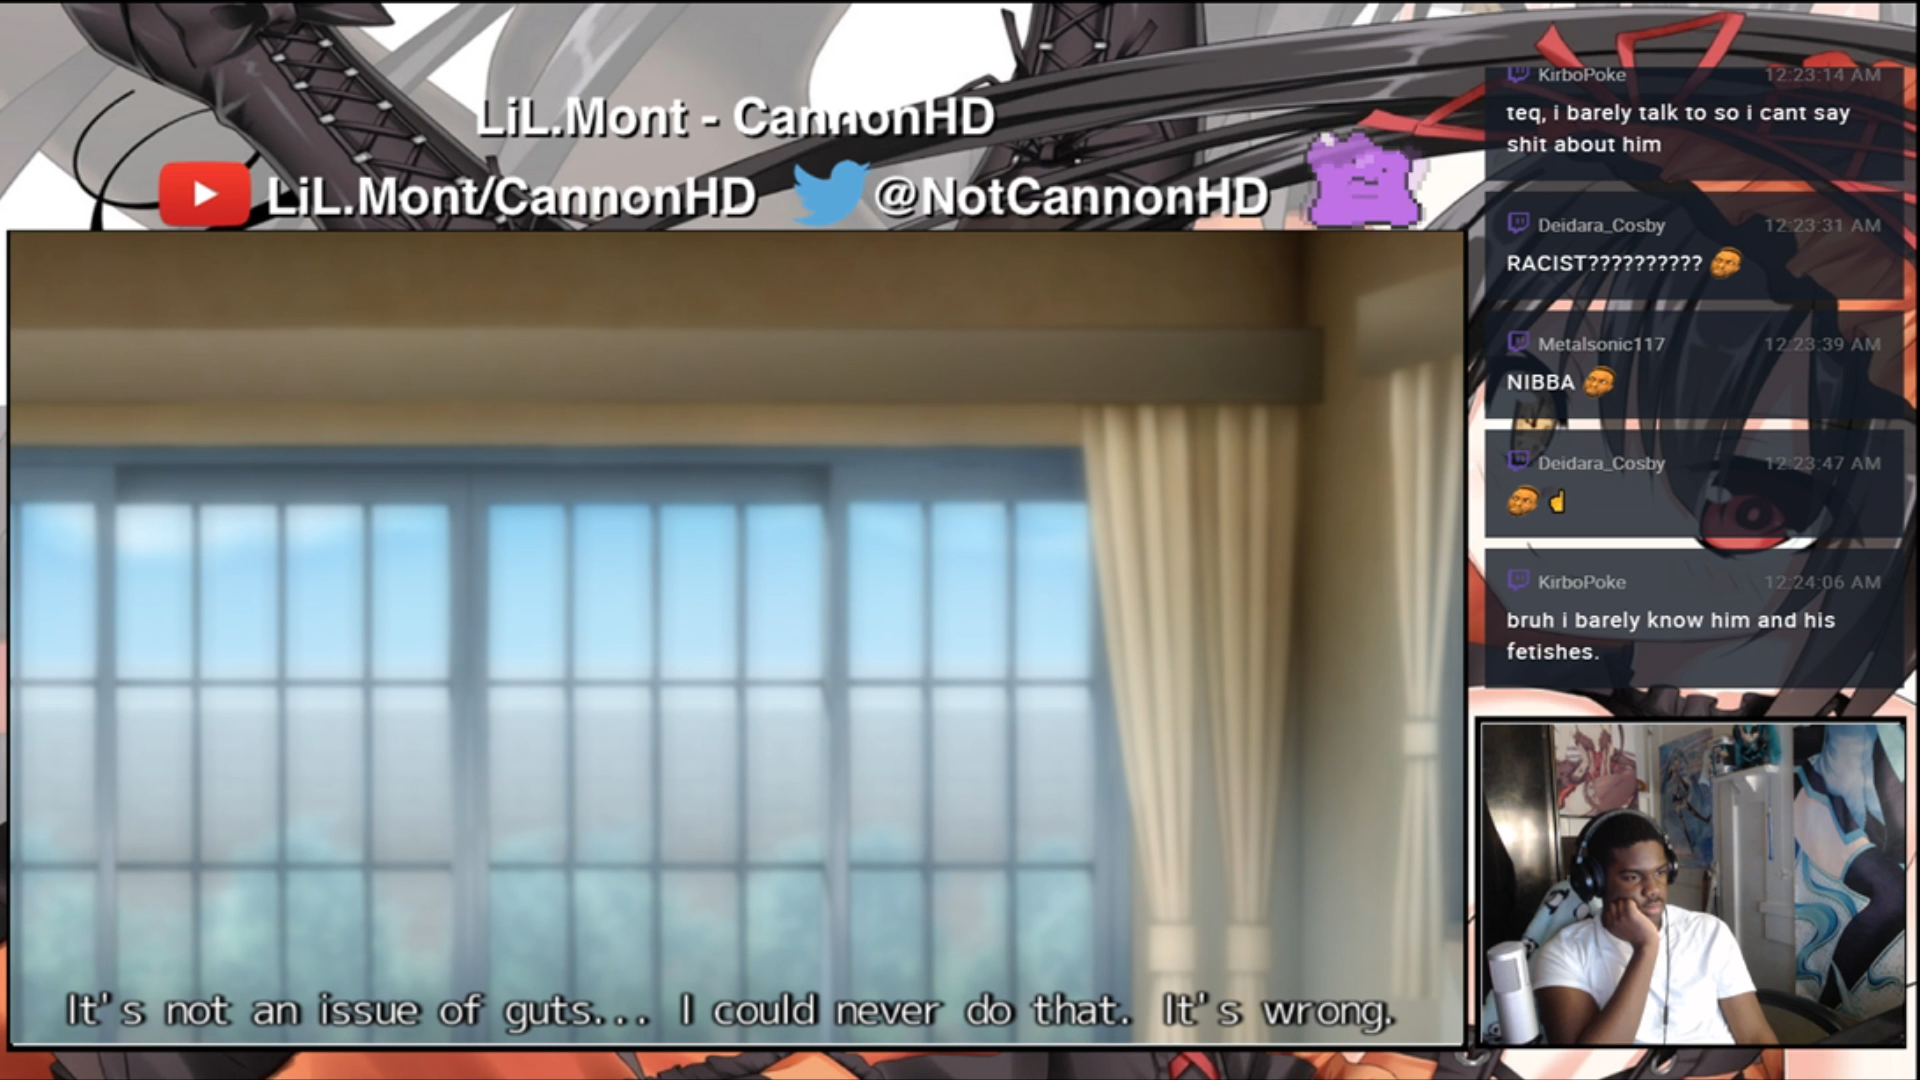 LiL.Mont - CannonHD
LiL.Mont/CannonHD @NotCannonHD
It's not an issue of guts... I could never do that. It's wrong.
KirboPoke 12:23:14 AM
teq, i barely talk to so i cant say
shit about him
Deidara_Cosby 12:23:31 AM
RACIST??????????
Metalsonic117 12:23:39 AM
NIBBA
Deidara_Cosby 12:23:47 AM
KirboPoke 12:24:06 AM
bruh i barely know him and his
fetishes.